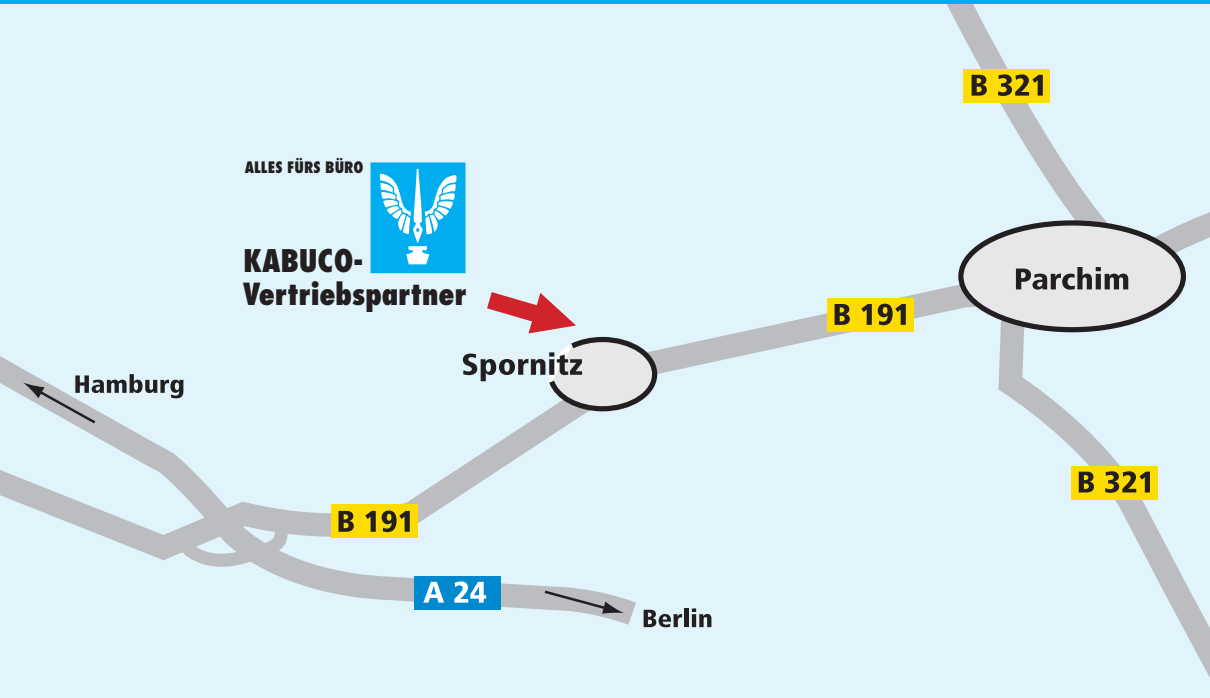 B 321
ALLES FÜRS BÜRO
KABUCO-
Vertriebspartner
Parchim
B 191
Spornitz
Hamburg
B 321
B 191
A 24
Berlin